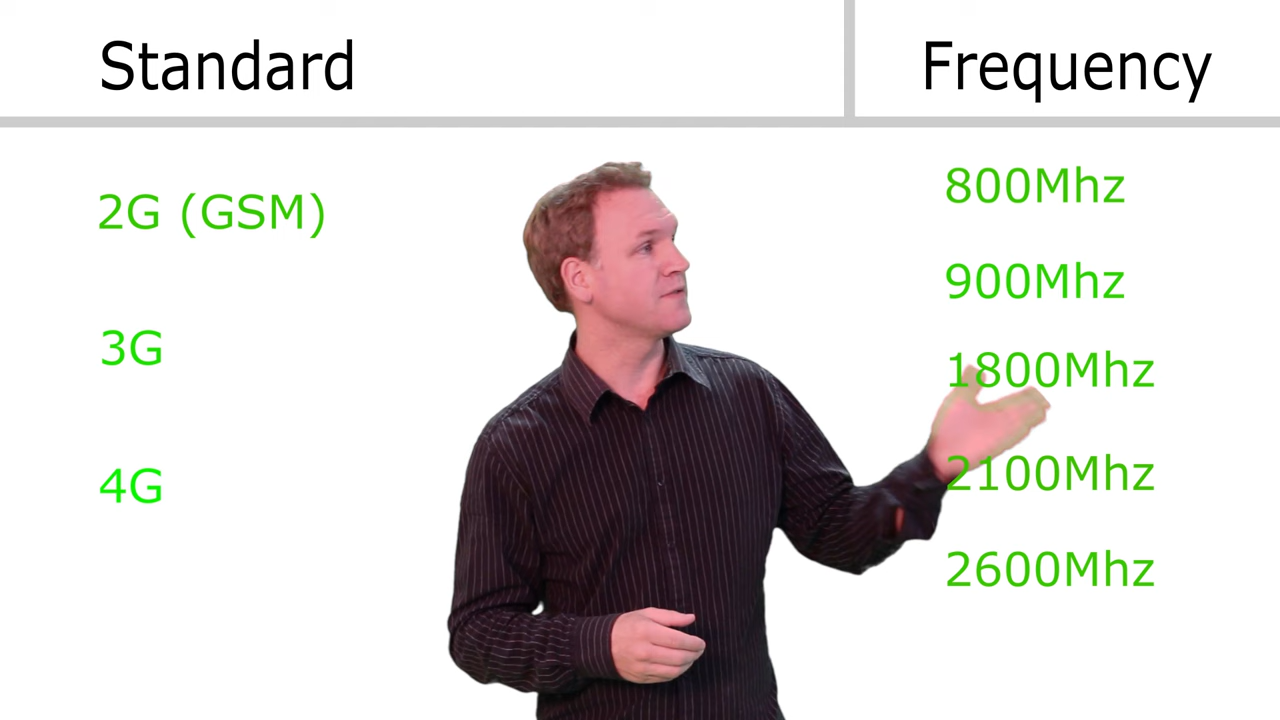 Standard
Frequency
2G (GSM)
3G
4G
800Mhz
900Mhz
1800Mhz
2100Mhz
2600Mhz